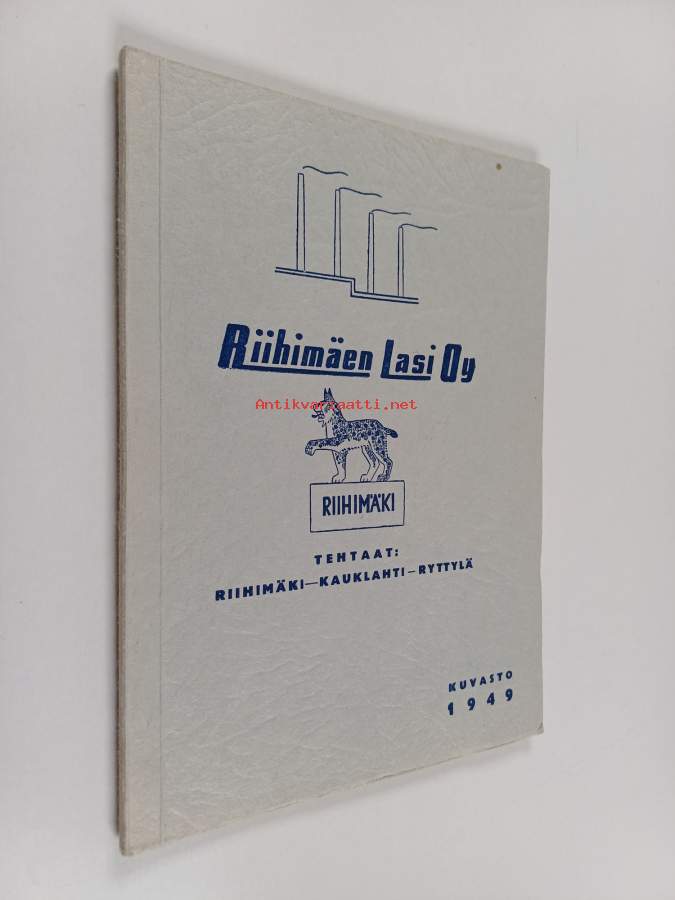 Riihimäen Lasi Oy
Antikvariaatti.net
RIIHIMÄKI
TEHTAAT:
RIIHIMÄKI—KAUKLAHTI—RYTTYLÄ
KUVASTO
1949